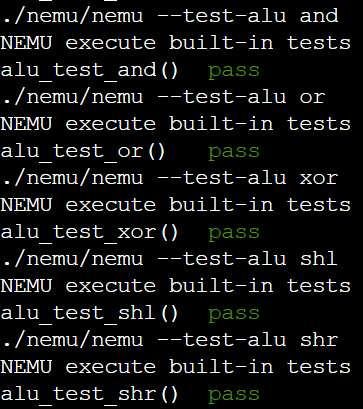 ./nemu/nemu --test-alu and
NEMU execute built-in tests
alu_test_and()  pass
./nemu/nemu --test-alu or
NEMU execute built-in tests
alu_test_or()   pass
./nemu/nemu --test-alu xor
NEMU execute built-in tests
alu_test_xor()  pass
./nemu/nemu --test-alu shl
NEMU execute built-in tests
alu_test_shl()  pass
./nemu/nemu --test-alu shr
NEMU execute built-in tests
alu_test_shr()  pass